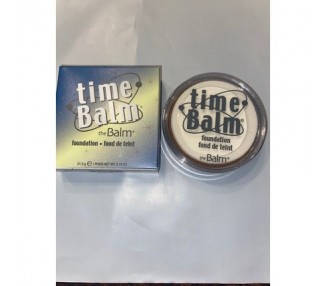 time
Balm®
theBalm®
foundation • fond de teint
time
Balm®
foundation
fond de teint
theBalm®